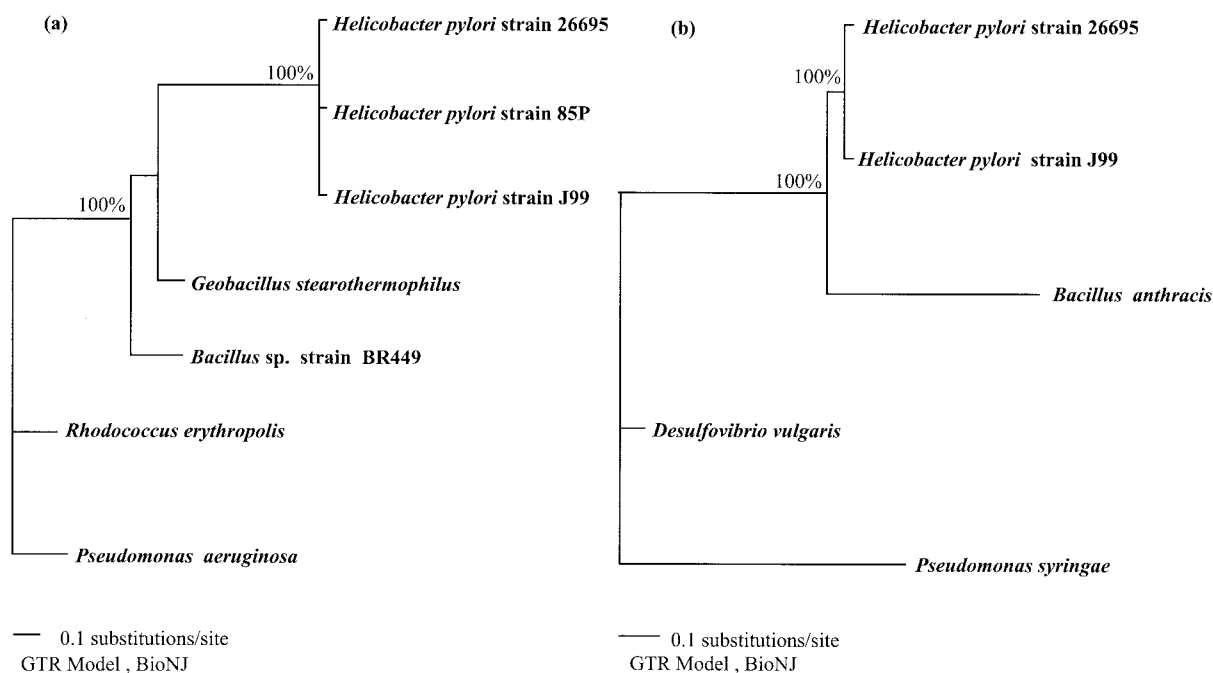 (a)
Helicobacter pylori strain 26695
100%
Helicobacter pylori strain 85P
Helicobacter pylori strain J99
100%
Geobacillus stearothermophilus
Bacillus sp. strain BR449
Rhodococcus erythropolis
Pseudomonas aeruginosa
0.1 substitutions/site
GTR Model , BioNJ
(b)
Helicobacter pylori strain 26695
100%
Helicobacter pylori strain J99
100%
Bacillus anthracis
Desulfovibrio vulgaris
Pseudomonas syringae
0.1 substitutions/site
GTR Model , BioNJ